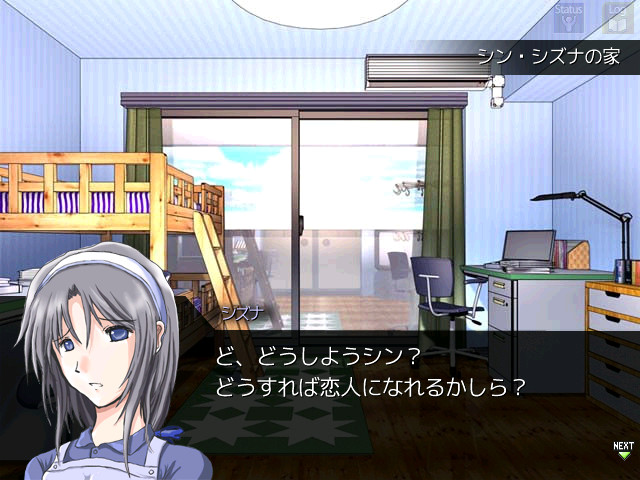 Status
Log
シン・シズナの家
シズナ
ど、どうしようシン？
どうすれば恋人になれるかしら？
NEXT